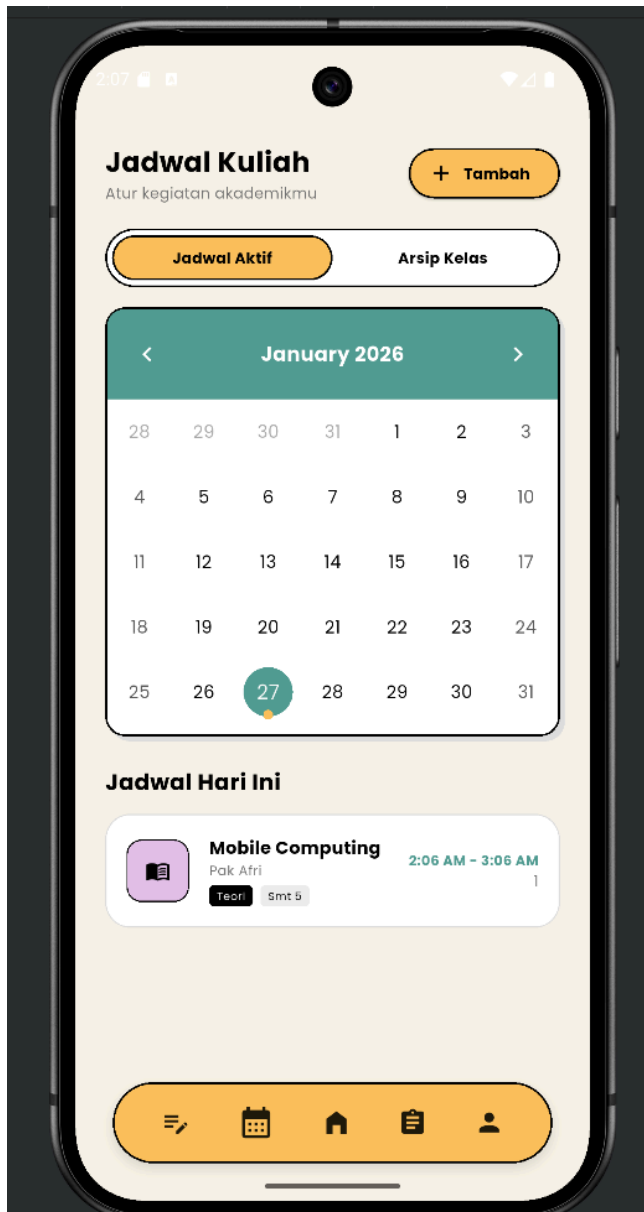 2:07
Jadwal Kuliah
Atur kegiatan akademikmu
+ Tambah
Jadwal Aktif
Arsip Kelas
January 2026
28 29 30 31 1 2 3
4 5 6 7 8 9 10
11 12 13 14 15 16 17
18 19 20 21 22 23 24
25 26 27 28 29 30 31
Jadwal Hari Ini
Mobile Computing
Pak Afri
Teori Smt 5
2:06 AM - 3:06 AM
1